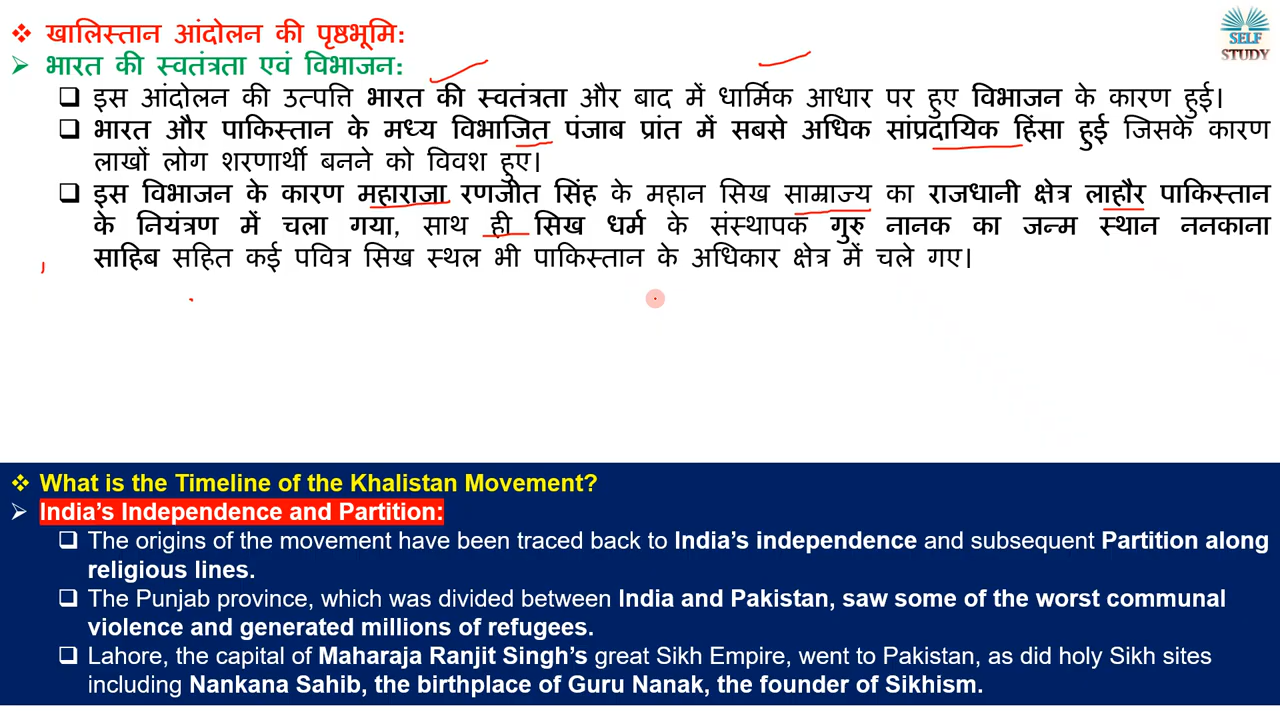 ❖ खालिस्तान आंदोलन की पृष्ठभूमि:
SELF
STUDY
➢ भारत की स्वतंत्रता एवं विभाजन:
❑ इस आंदोलन की उत्पत्ति भारत की स्वतंत्रता और बाद में धार्मिक आधार पर हुए विभाजन के कारण हुई।
❑ भारत और पाकिस्तान के मध्य विभाजित पंजाब प्रांत में सबसे अधिक सांप्रदायिक हिंसा हुई जिसके कारण
लाखों लोग शरणार्थी बनने को विवश हुए।
❑ इस विभाजन के कारण महाराजा रणजीत सिंह के महान सिख साम्राज्य का राजधानी क्षेत्र लाहौर पाकिस्तान
के नियंत्रण में चला गया, साथ ही सिख धर्म के संस्थापक गुरु नानक का जन्म स्थान ननकाना
साहिब सहित कई पवित्र सिख स्थल भी पाकिस्तान के अधिकार क्षेत्र में चले गए।
❖ What is the Timeline of the Khalistan Movement?
➢ India's Independence and Partition:
❑ The origins of the movement have been traced back to India's independence and subsequent Partition along
religious lines.
❑ The Punjab province, which was divided between India and Pakistan, saw some of the worst communal
violence and generated millions of refugees.
❑ Lahore, the capital of Maharaja Ranjit Singh's great Sikh Empire, went to Pakistan, as did holy Sikh sites
including Nankana Sahib, the birthplace of Guru Nanak, the founder of Sikhism.